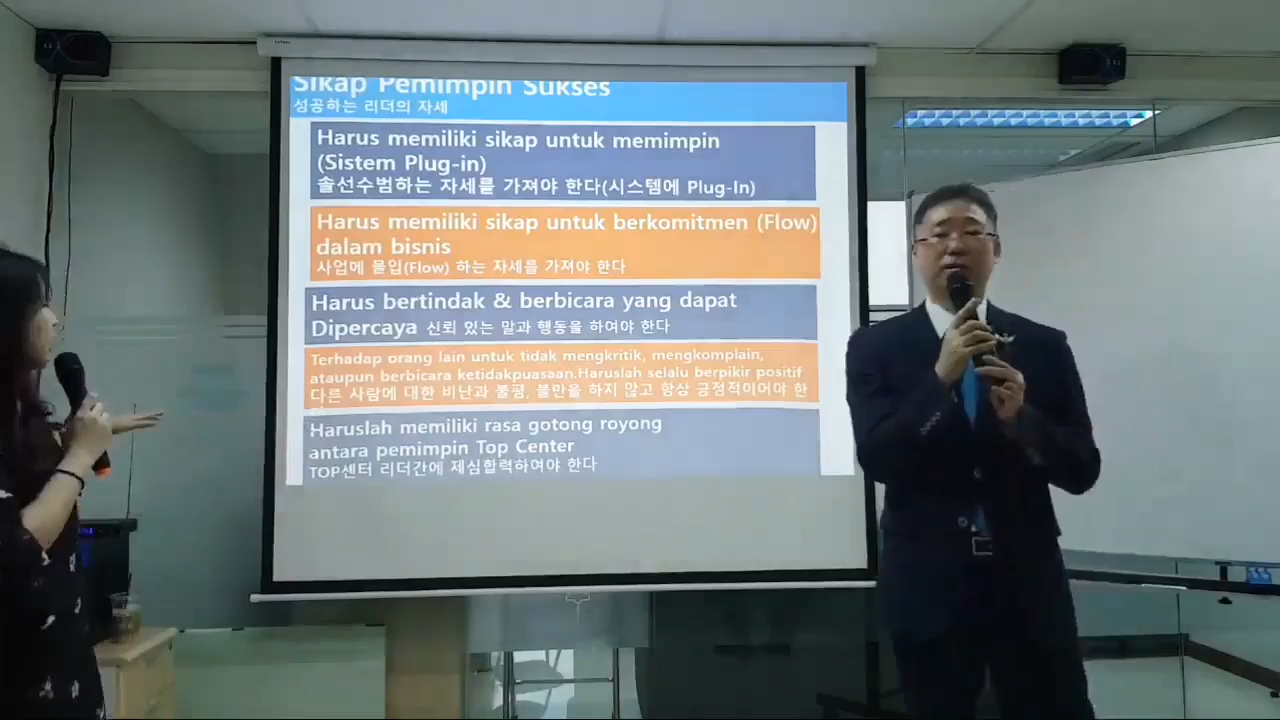 Sikap Pemimpin Sukses
성공하는 리더의 자세
Harus memiliki sikap untuk memimpin
(Sistem Plug-in)
솔선수범하는 자세를 가져야 한다(시스템에 Plug-In)
Harus memiliki sikap untuk berkomitmen (Flow)
dalam bisnis
사업에 몰입(Flow) 하는 자세를 가져야 한다
Harus bertindak & berbicara yang dapat
Dipercaya 신뢰 있는 말과 행동을 하여야 한다
Terhadap orang lain untuk tidak mengkritik, mengkomplain,
ataupun berbicara ketidakpuasaan.Haruslah selalu berpikir positif
다른 사람에 대한 비난과 불평, 불만을 하지 않고 항상 긍정적이어야 한
Haruslah memiliki rasa gotong royong
antara pemimpin Top Center
TOP센터 리더간에 제심합력하여야 한다